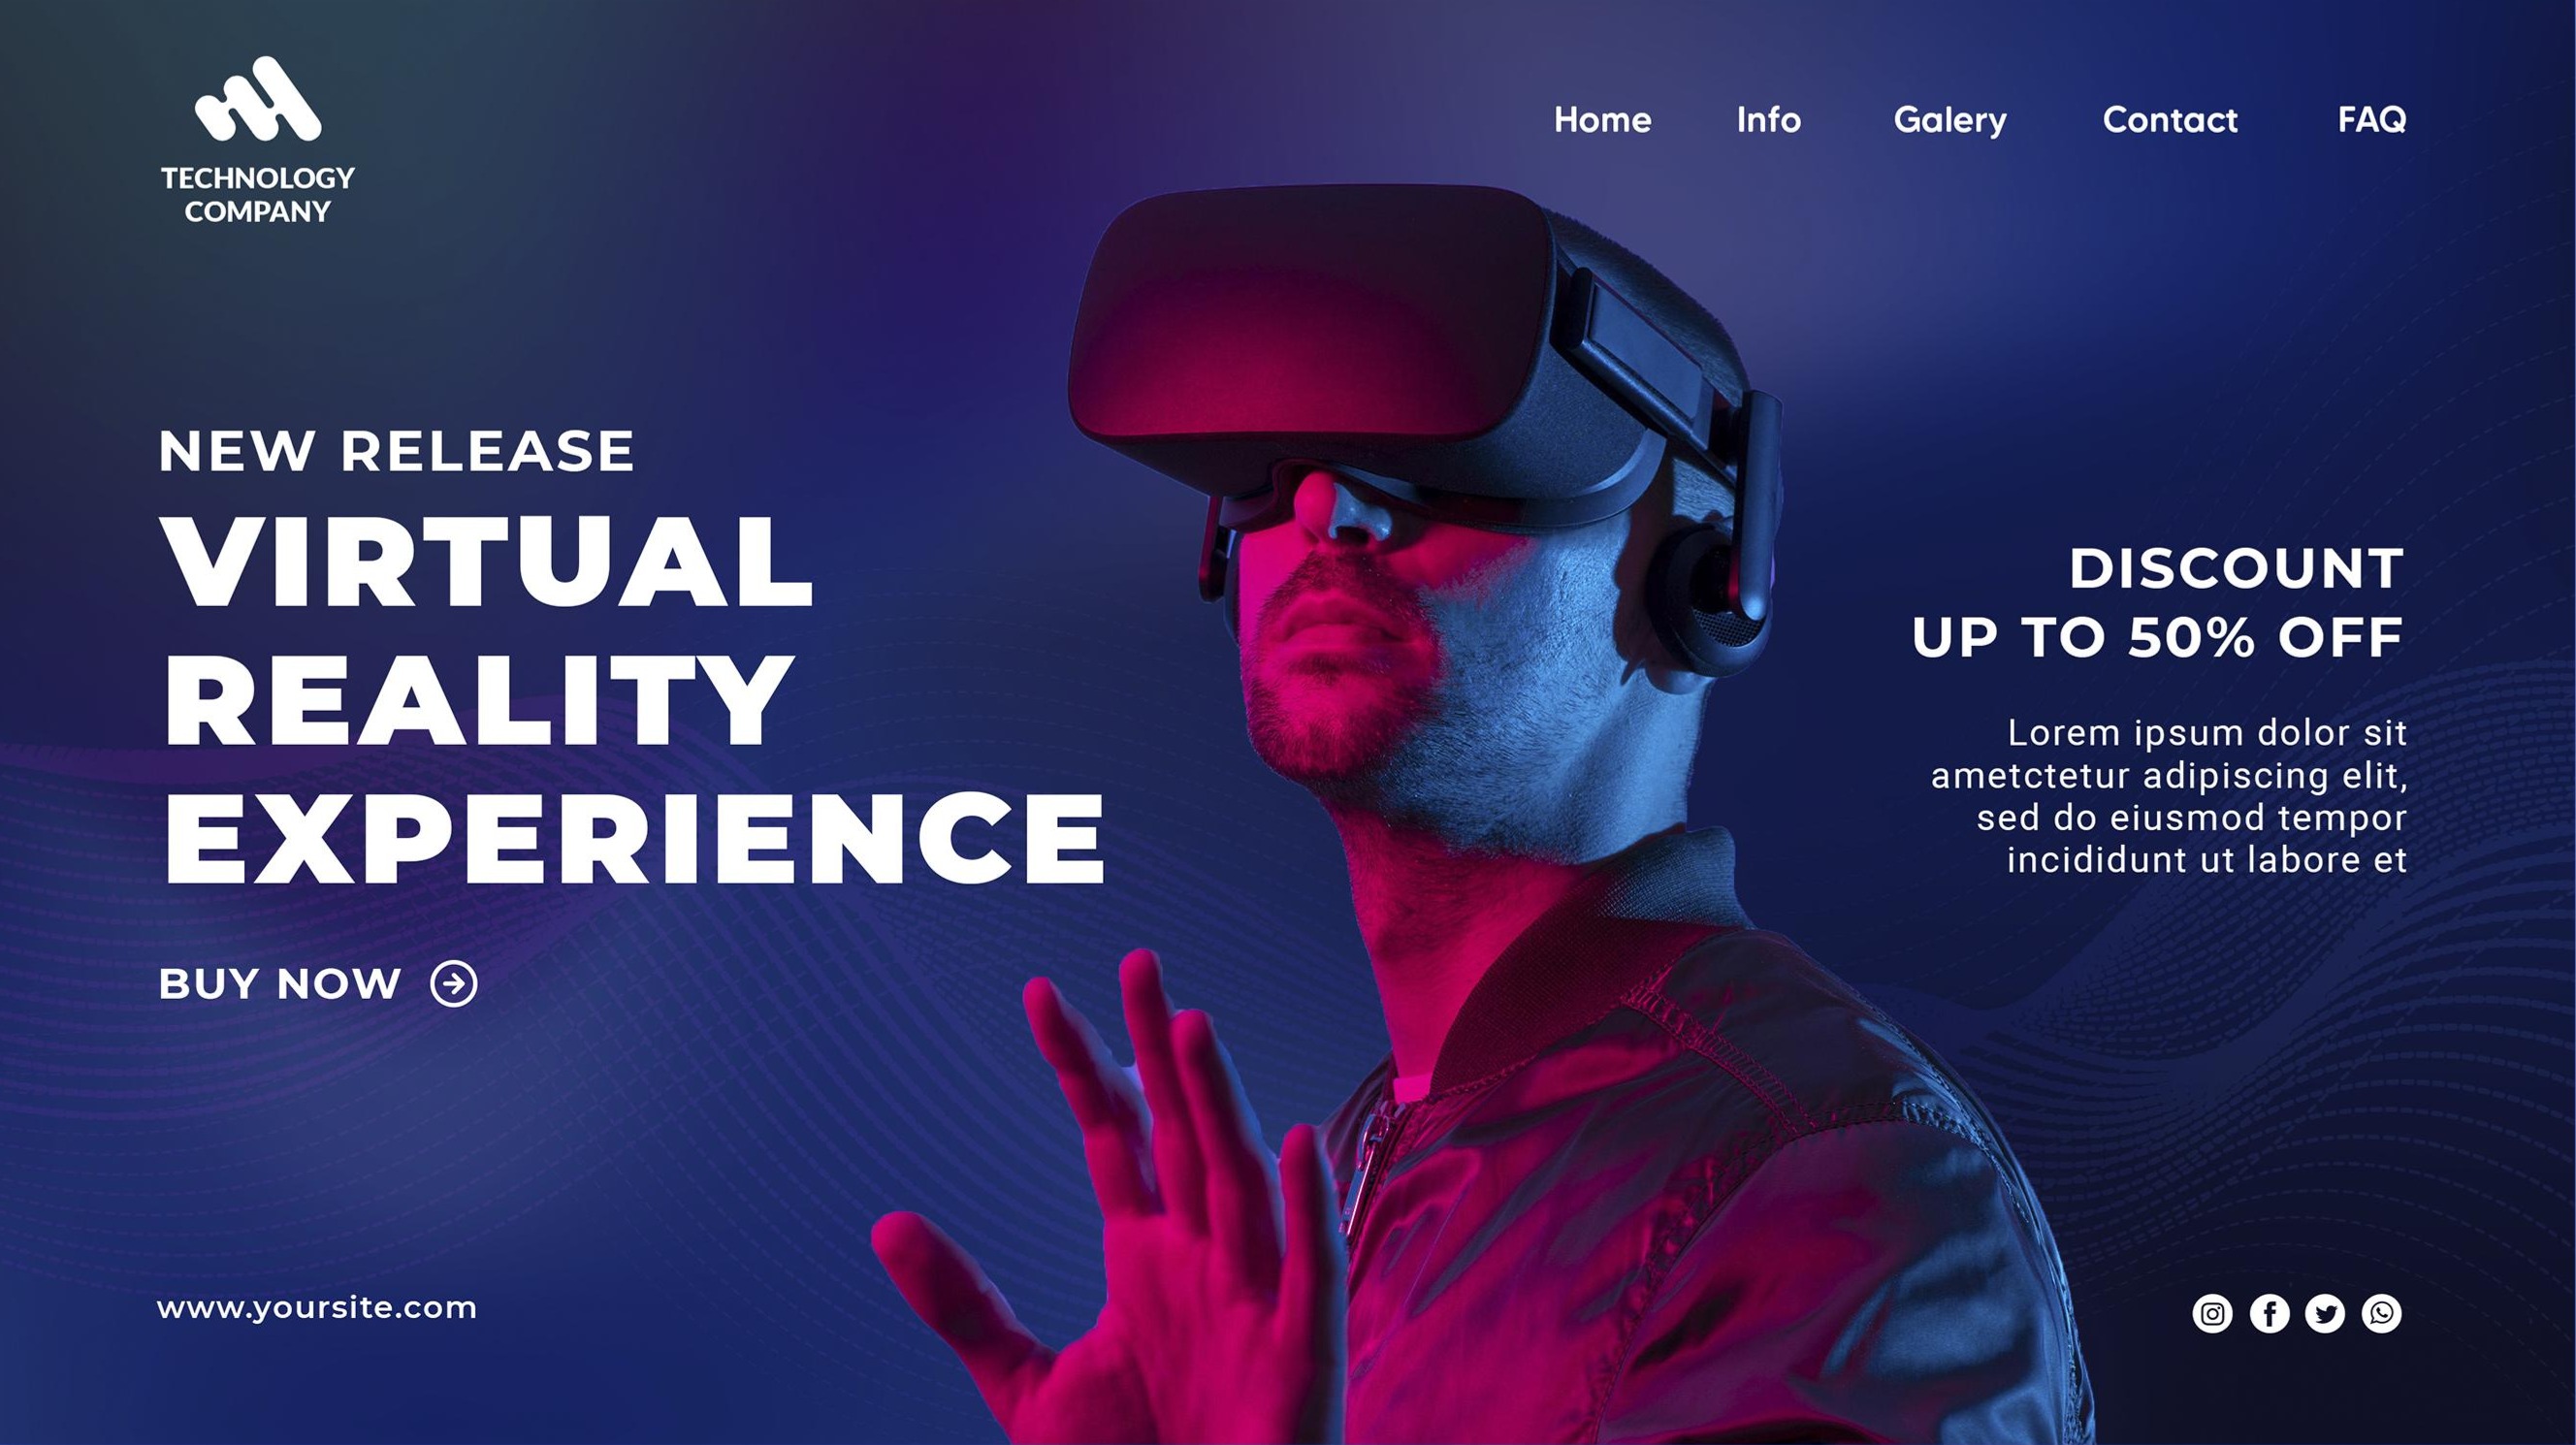 TECHNOLOGY
COMPANY
Home Info Galery Contact FAQ
NEW RELEASE
VIRTUAL
REALITY
EXPERIENCE
BUY NOW
DISCOUNT
UP TO 50% OFF
Lorem ipsum dolor sit
ametctetur adipiscing elit,
sed do eiusmod tempor
incididunt ut labore et
www.yoursite.com